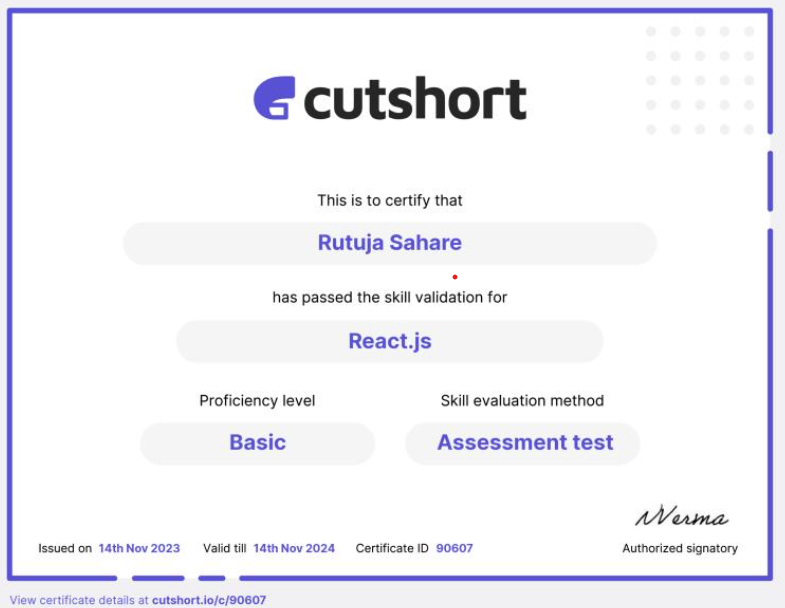 cutshort
This is to certify that
Rutuja Sahare
has passed the skill validation for
React.js
Proficiency level Skill evaluation method
Basic Assessment test
Verma
Issued on 14th Nov 2023 Valid till 14th Nov 2024 Certificate ID 90607 Authorized signatory
View certificate details at cutshort.io/c/90607